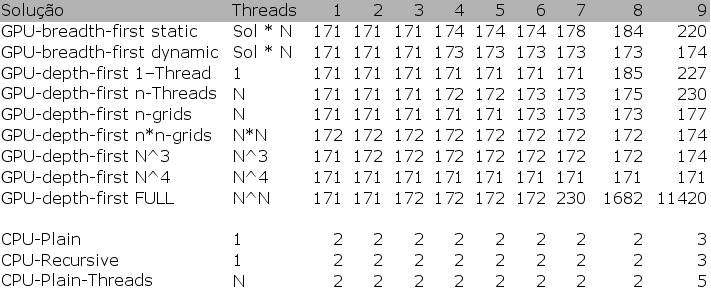 Solução Threads 1 2 3 4 5 6 7 8 9
GPU-breadth-first static Sol * N 171 171 171 174 174 174 178 184 220
GPU-breadth-first dynamic Sol * N 171 171 171 173 173 173 173 173 174
GPU-depth-first 1-Thread 1 171 171 171 171 171 171 171 185 227
GPU-depth-first n-Threads N 171 171 171 172 172 173 173 175 230
GPU-depth-first n-grids N 171 171 171 171 171 173 173 173 177
GPU-depth-first n*n-grids N*N 172 172 172 172 172 172 172 172 174
GPU-depth-first N^3 N^3 171 172 172 172 172 172 172 172 174
GPU-depth-first N^4 N^4 171 171 171 171 171 171 171 171 171
GPU-depth-first FULL N^N 171 171 172 172 172 172 230 1682 11420
CPU-Plain 1 2 2 2 2 2 2 2 2 3
CPU-Recursive 1 2 2 2 2 2 2 2 2 3
CPU-Plain-Threads N 2 2 2 2 2 2 2 2 5